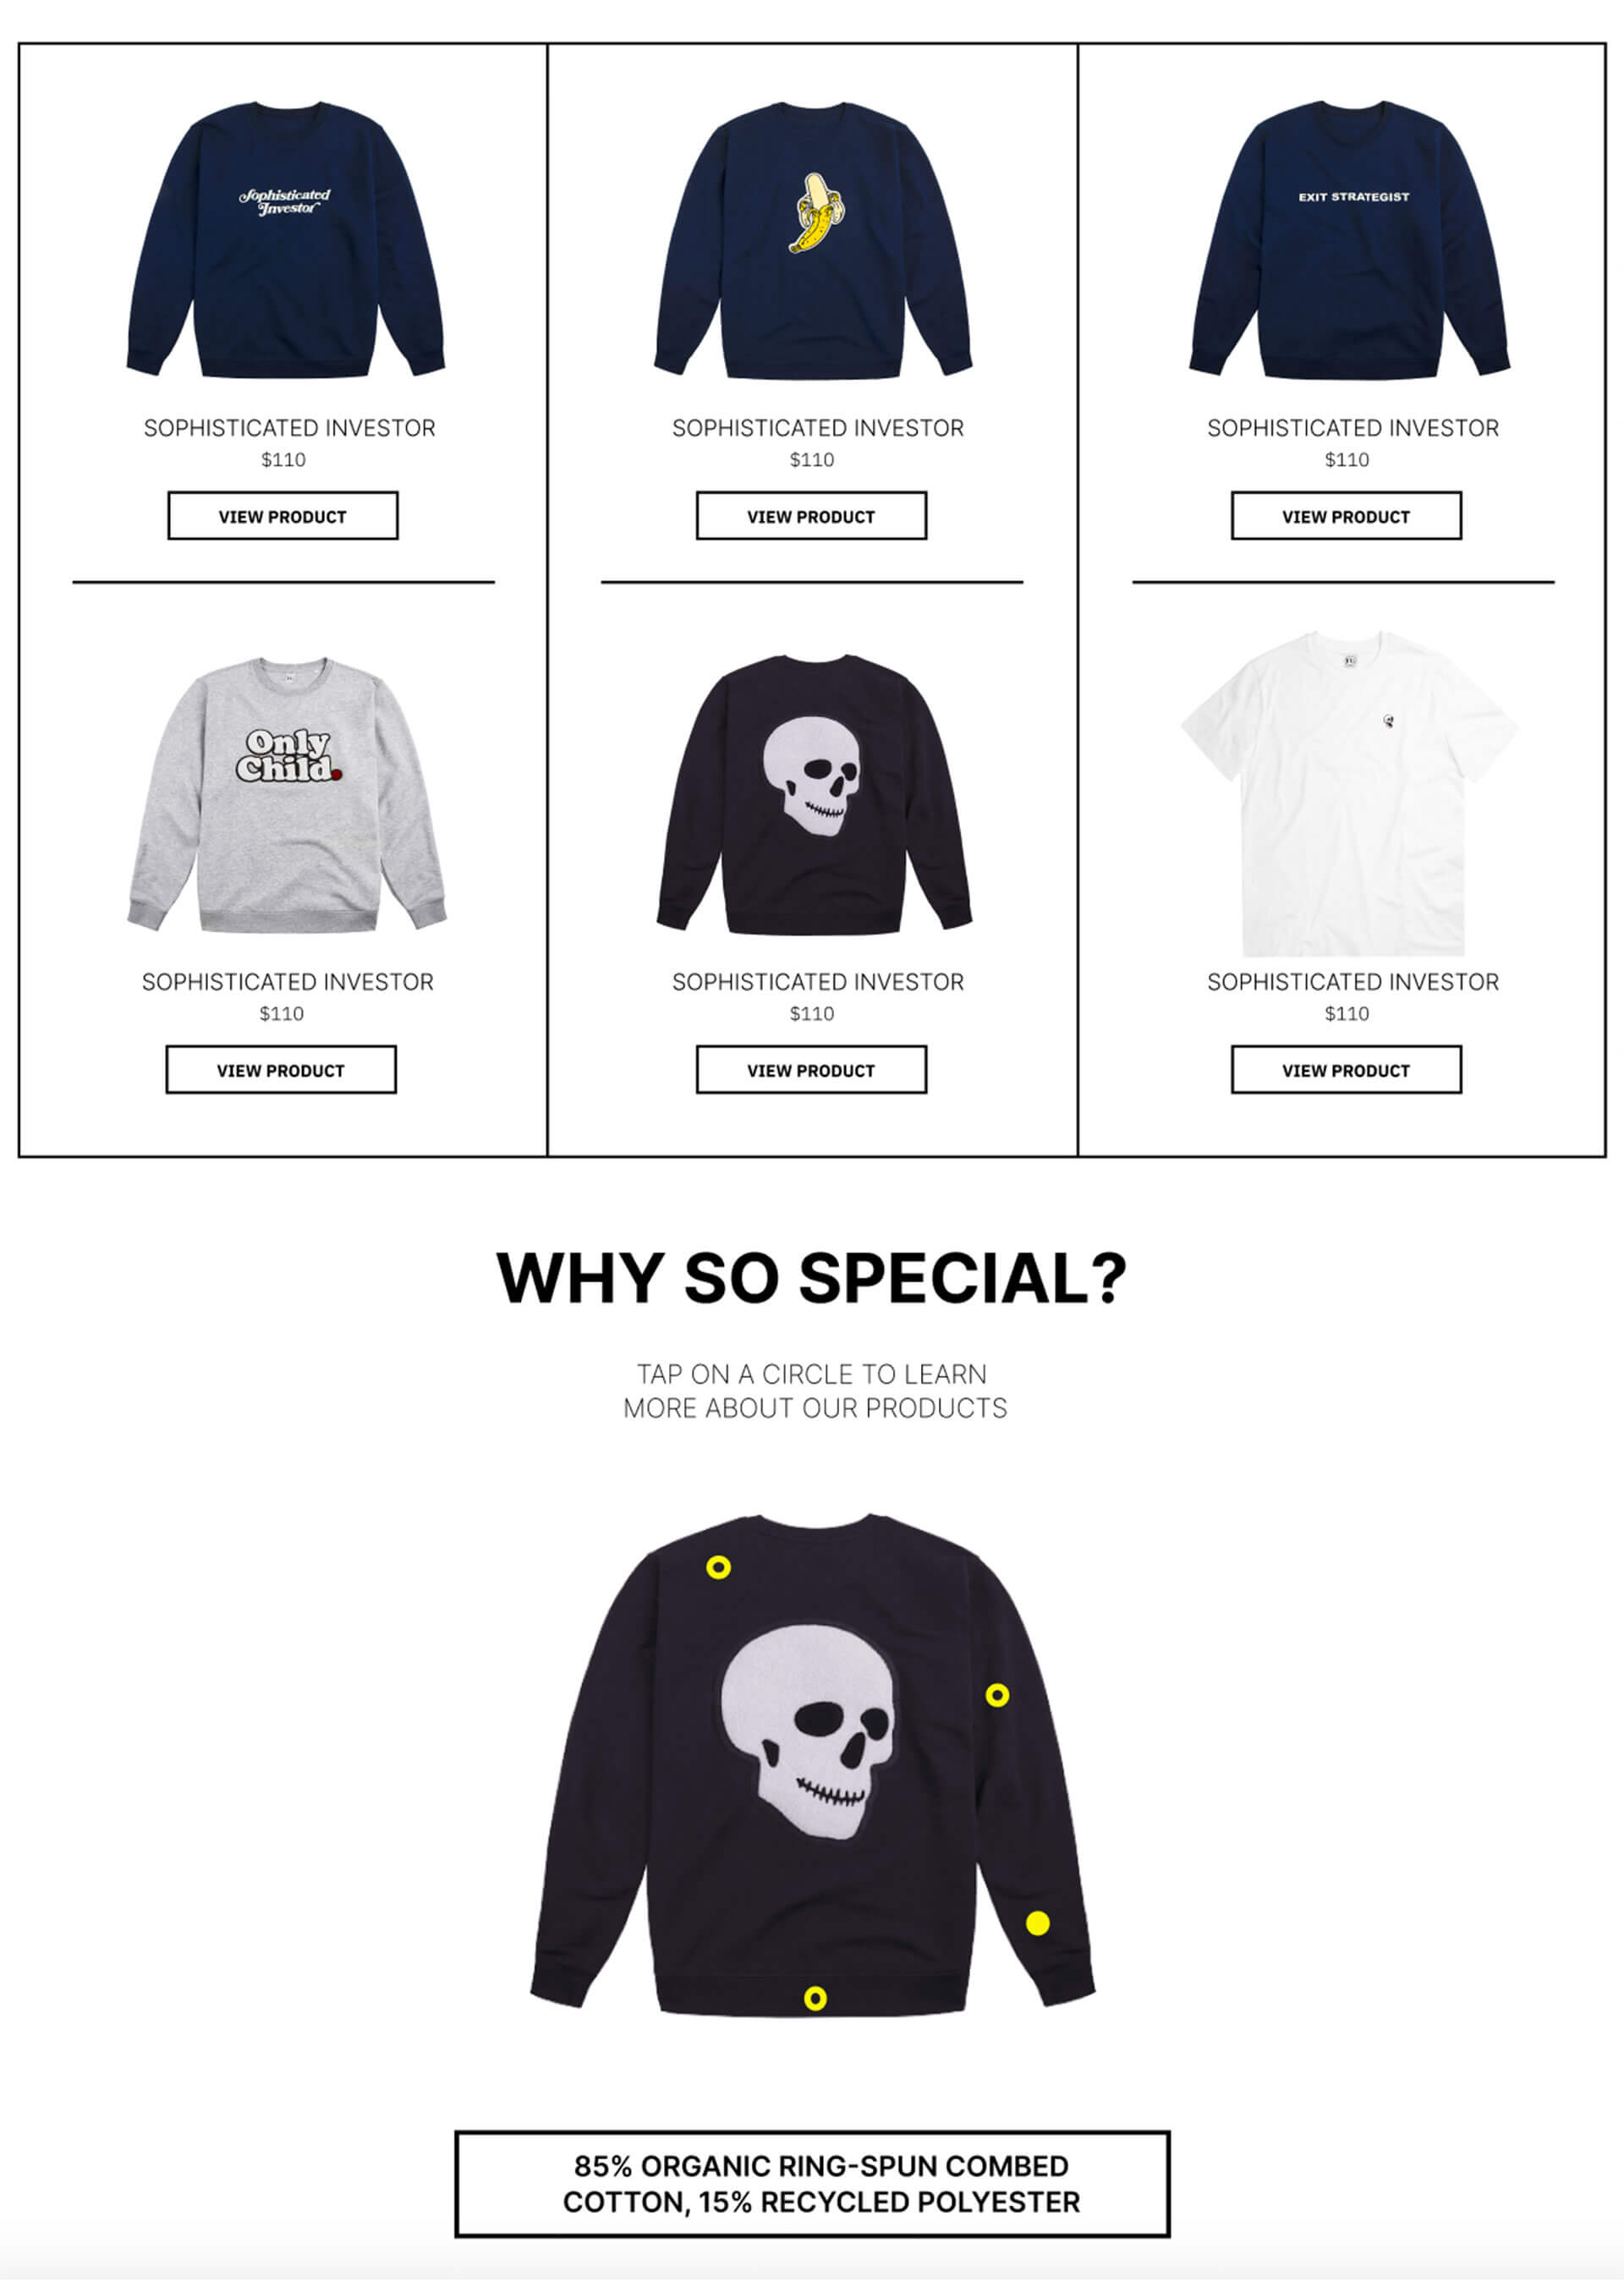 Sophisticated
Investor
EXIT STRATEGIST
SOPHISTICATED INVESTOR
$110
VIEW PRODUCT
SOPHISTICATED INVESTOR
$110
VIEW PRODUCT
SOPHISTICATED INVESTOR
$110
VIEW PRODUCT
Only
Child.
SOPHISTICATED INVESTOR
$110
VIEW PRODUCT
SOPHISTICATED INVESTOR
$110
VIEW PRODUCT
SOPHISTICATED INVESTOR
$110
VIEW PRODUCT
WHY SO SPECIAL?
TAP ON A CIRCLE TO LEARN
MORE ABOUT OUR PRODUCTS
85% ORGANIC RING-SPUN COMBED
COTTON, 15% RECYCLED POLYESTER